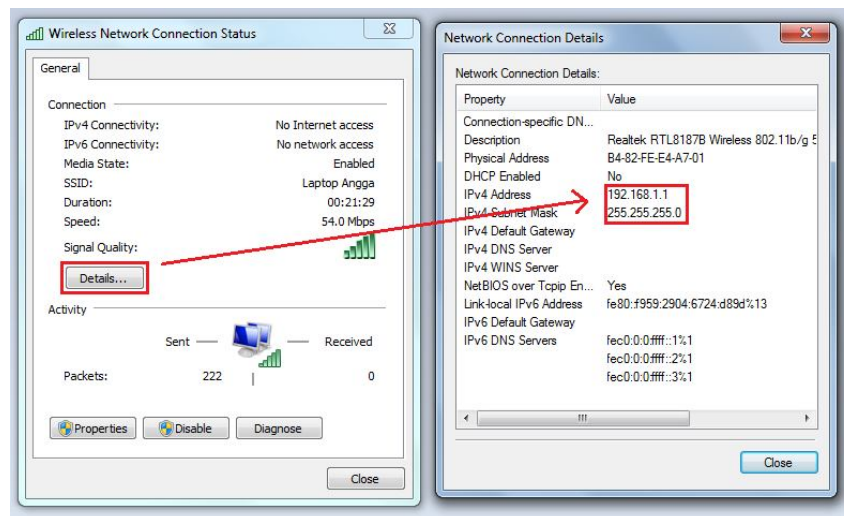 Wireless Network Connection Status
General
Connection
IPv4 Connectivity: No Internet access
IPv6 Connectivity: No network access
Media State: Enabled
SSID: Laptop Angga
Duration: 00:21:29
Speed: 54.0 Mbps
Signal Quality:
Details...
Activity
Sent Received
Packets: 222 0
Properties Disable Diagnose
Close
Network Connection Details
Network Connection Details:
Property Value
Connection-specific DN...
Description Realtek RTL8187B Wireless 802.11b/g 5
Physical Address B4-82-FE-E4-A7-01
DHCP Enabled No
IPv4 Address 192.168.1.1
IPv4 Subnet Mask 255.255.255.0
IPv4 Default Gateway
IPv4 DNS Server
IPv4 WINS Server
NetBIOS over Tcpip En... Yes
Link-local IPv6 Address fe80::f959:2904:6724:d89d%13
IPv6 Default Gateway
IPv6 DNS Servers fec0:0:0:ffff::1%1
fec0:0:0:ffff::2%1
fec0:0:0:ffff::3%1
Close